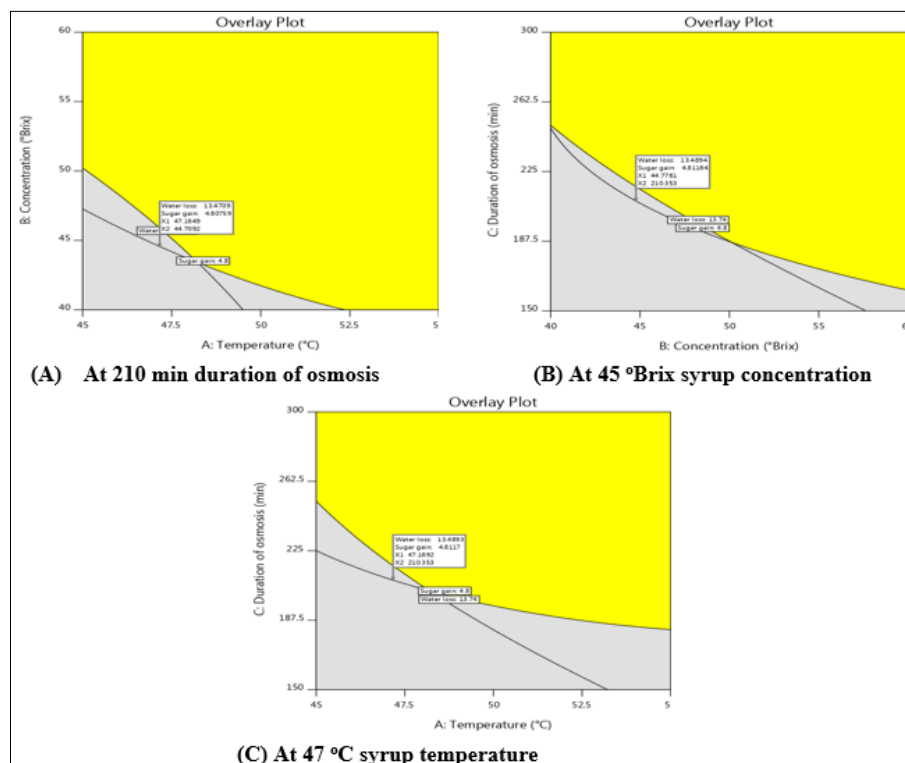 Overlay Plot
60
55
50
45
40
B: Concentration (°Brix)
Water loss: 13.4709
Sugar gain: 4.80759
X1 47.1649
X2 44.7092
Water
Sugar gain: 4.8
45
47.5
50
52.5
5
A: Temperature (°C)
(A) At 210 min duration of osmosis
Overlay Plot
300
262.5
225
187.5
150
C: Duration of osmosis (min)
Water loss: 13.4894
Sugar gain: 4.81184
X1 44.7761
X2 210.353
Water loss: 13.74
Sugar gain: 4.8
40
45
50
55
6
B: Concentration (°Brix)
(B) At 45 °Brix syrup concentration
Overlay Plot
300
262.5
225
187.5
150
C: Duration of osmosis (min)
Water loss: 13.4893
Sugar gain: 4.8117
X1 47.1692
X2 210.353
Sugar gain: 4.8
Water loss: 13.74
45
47.5
50
52.5
5
A: Temperature (°C)
(C) At 47 °C syrup temperature